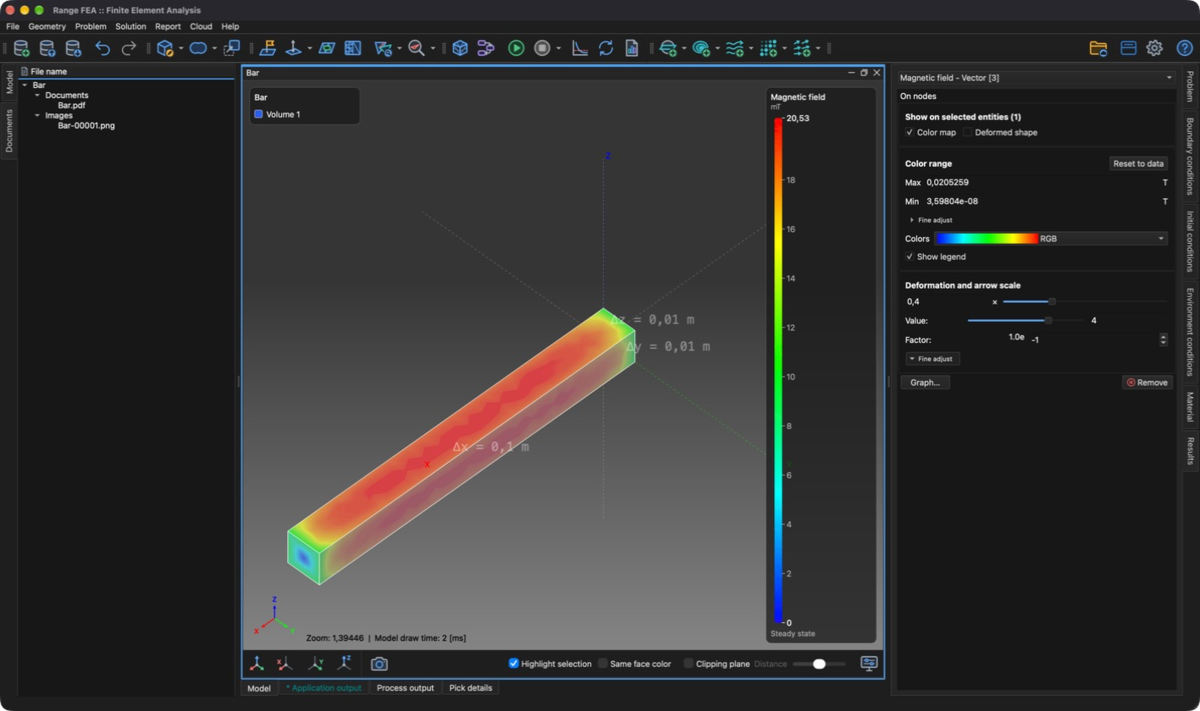 Range FEA :: Finite Element Analysis
File Geometry Problem Solution Report Cloud Help
Model
Documents
File name
Bar
Documents
Bar.pdf
Images
Bar-00001.png
Bar
Bar
Volume 1
Z
Δz = 0,01 m
Δy = 0,01 m
Δx = 0,1 m
X
Magnetic field
mT
20,53
18
16
14
12
10
8
6
4
2
0
Steady state
Z
X
Y
Zoom: 1,39446 | Model draw time: 2 [ms]
X
Y
Z
Highlight selection Same face color Clipping plane Distance
Model * Application output Process output Pick details
Magnetic field - Vector [3]
On nodes
Show on selected entities (1)
Color map Deformed shape
Color range Reset to data
Max 0,0205259 T
Min 3,59804e-08 T
Fine adjust
Colors RGB
Show legend
Deformation and arrow scale
0,4 ×
Value: 4
Factor: 1.0e -1
Fine adjust
Graph... Remove
Problem
Boundary conditions
Initial conditions
Environment conditions
Material
Results